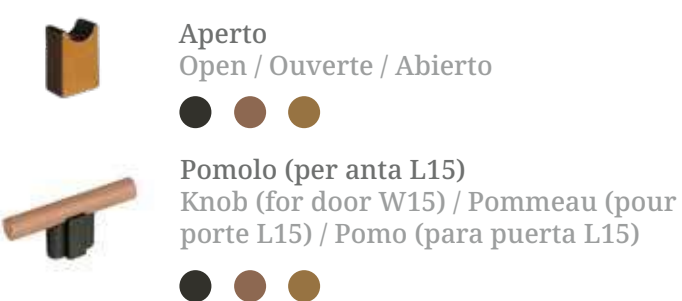 Aperto
Open / Ouverte / Abierto
Pomolo (per anta L15)
Knob (for door W15) / Pommeau (pour
porte L15) / Pomo (para puerta L15)